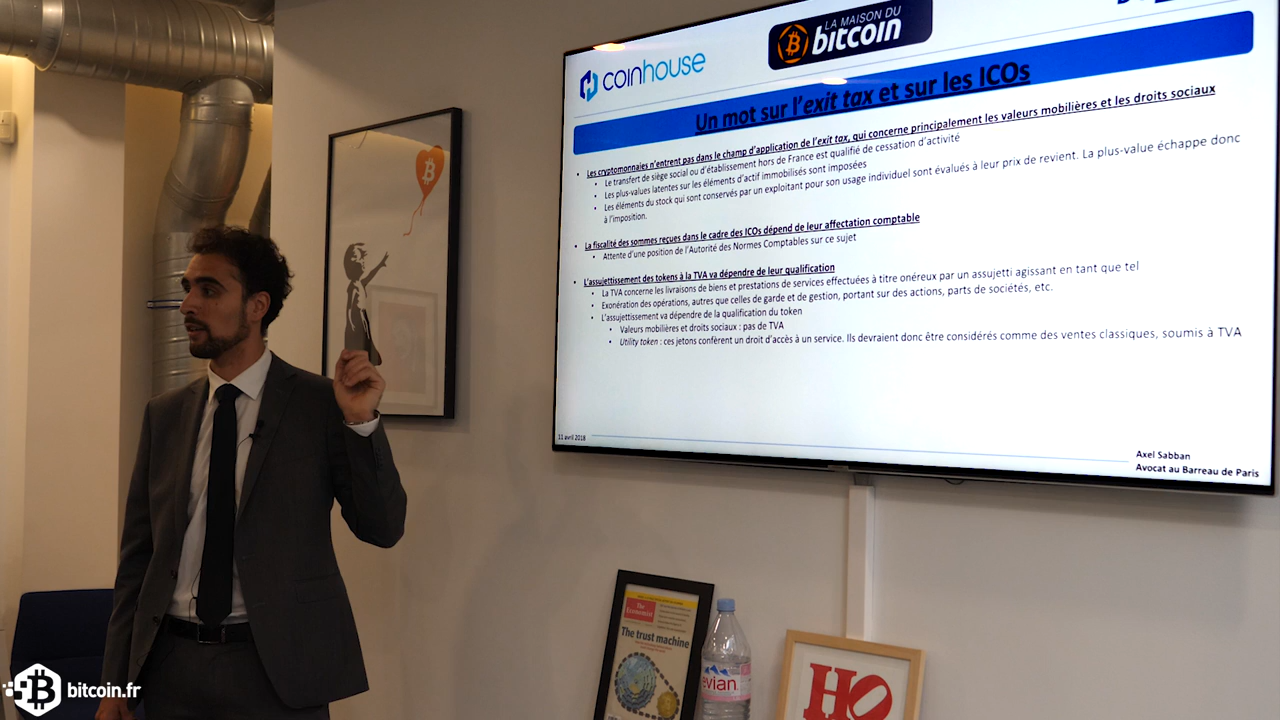 LA MAISON DU
bitcoin
coinhouse
Un mot sur l'exit tax et sur les ICOs
• Les cryptomonnaies n'entrent pas dans le champ d'application de l'exit tax, qui concerne principalement les valeurs mobilières et les droits sociaux
• Le transfert de siège social ou d'établissement hors de France est qualifié de cessation d'activité
• Les plus-values latentes sur les éléments d'actif immobilisés sont imposées
• Les éléments du stock qui sont conservés par un exploitant pour son usage individuel sont évalués à leur prix de revient. La plus-value échappe donc
à l'imposition.
• La fiscalité des sommes reçues dans le cadre des ICOs dépend de leur affectation comptable
• Attente d'une position de l'Autorité des Normes Comptables sur ce sujet
• L'assujettissement des tokens à la TVA va dépendre de leur qualification
• La TVA concerne les livraisons de biens et prestations de services effectuées à titre onéreux par un assujetti agissant en tant que tel
• Exonération des opérations, autres que celles de garde et de gestion, portant sur des actions, parts de sociétés, etc.
• L'assujettissement va dépendre de la qualification du token
• Valeurs mobilières et droits sociaux : pas de TVA
• Utility token : ces jetons confèrent un droit d'accès à un service. Ils devraient donc être considérés comme des ventes classiques, soumis à TVA
11 avril 2018
Axel Sabban
Avocat au Barreau de Paris
The
Economist
The trust machine
evian
HO
bitcoin.fr